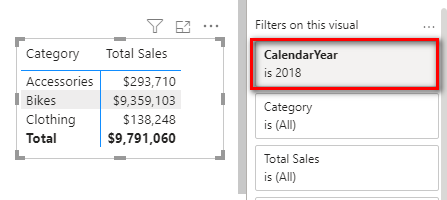 Category Total Sales
Accessories $293,710
Bikes $9,359,103
Clothing $138,248
Total $9,791,060
Filters on this visual
CalendarYear
is 2018
Category
is (All)
Total Sales
is (All)